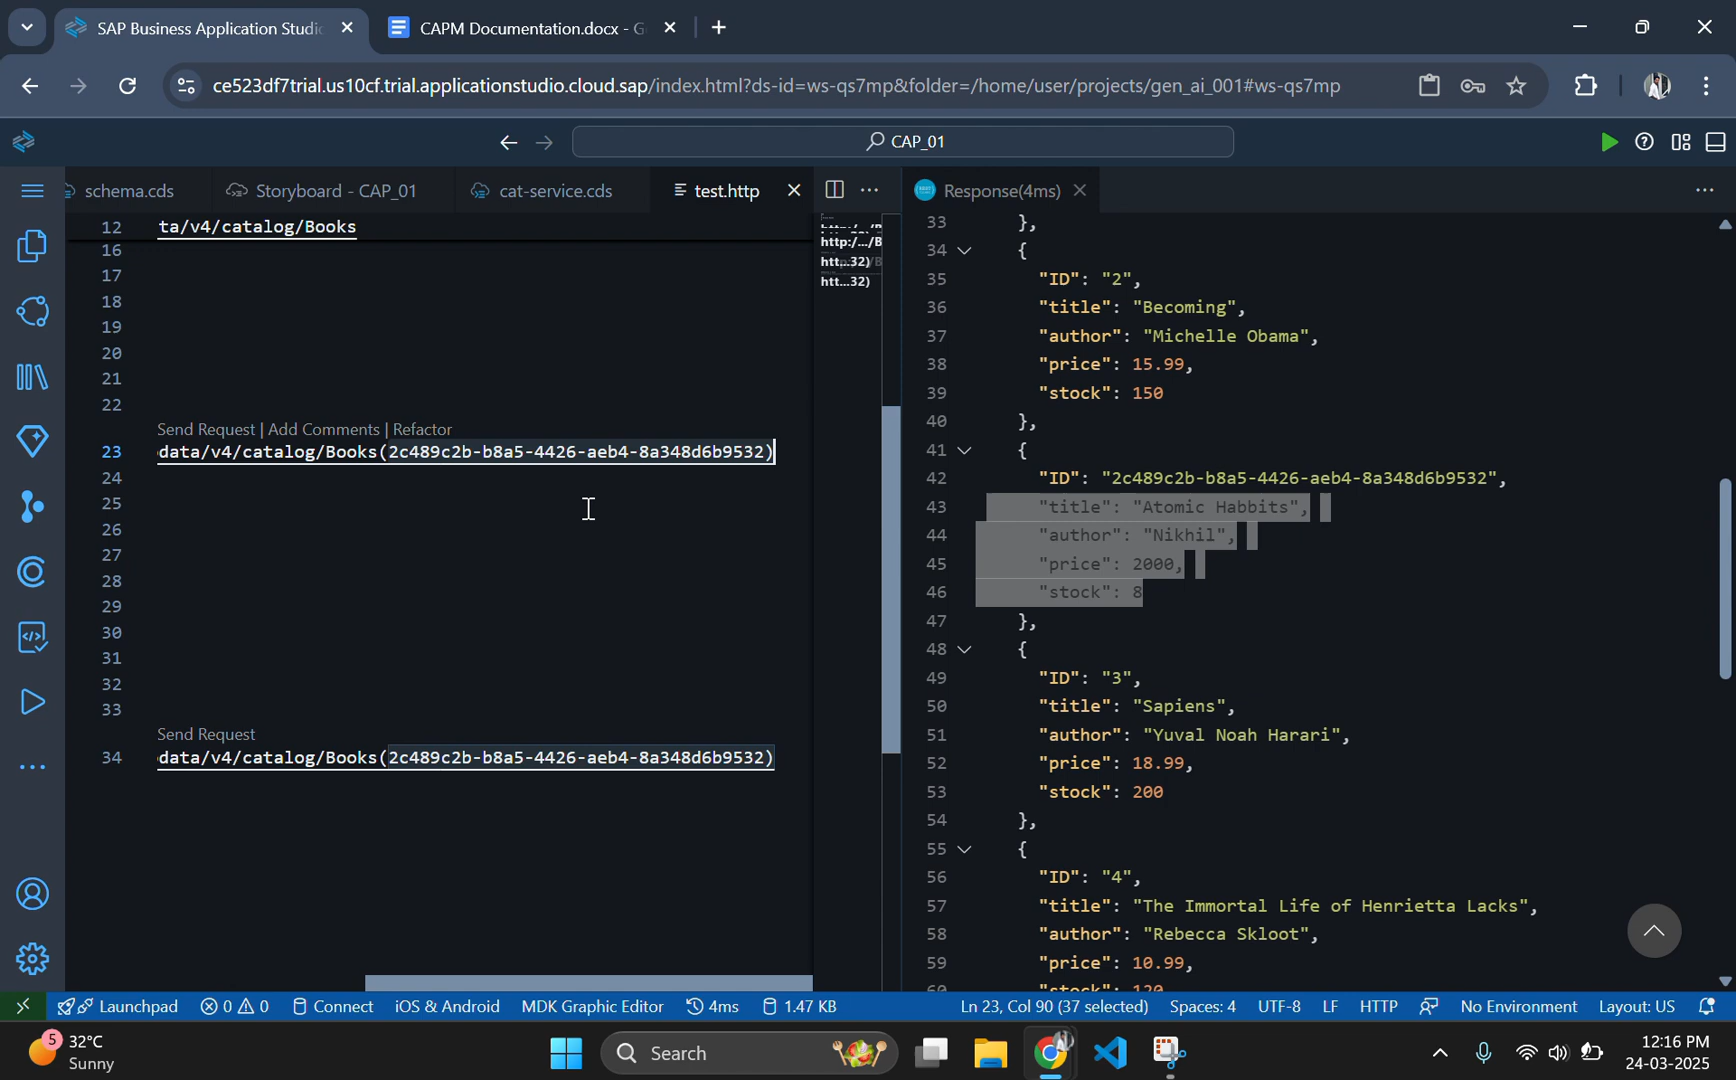 SAP Business Application Studio
CAPM Documentation.docx - G
ce523df7trial.us10cf.trial.applicationstudio.cloud.sap/index.html?ds-id=ws-qs7mp&folder=/home/user/projects/gen_ai_001#ws-qs7mp
CAP_01
schema.cds
Storyboard - CAP_01
cat-service.cds
test.http
Response(4ms)
12 ta/v4/catalog/Books
16
17
18
19
20
21
22
Send Request | Add Comments | Refactor
23 data/v4/catalog/Books(2c489c2b-b8a5-4426-aeb4-8a348d6b9532)
24
25
26
27
28
29
30
31
32
33
Send Request
34 data/v4/catalog/Books(2c489c2b-b8a5-4426-aeb4-8a348d6b9532)
http:/.../B
htt...32)
htt...32)
33 },
34 {
35 "ID": "2",
36 "title": "Becoming",
37 "author": "Michelle Obama",
38 "price": 15.99,
39 "stock": 150
40 },
41 {
42 "ID": "2c489c2b-b8a5-4426-aeb4-8a348d6b9532",
43 "title": "Atomic Habbits",
44 "author": "Nikhil",
45 "price": 2000,
46 "stock": 8
47 },
48 {
49 "ID": "3",
50 "title": "Sapiens",
51 "author": "Yuval Noah Harari",
52 "price": 18.99,
53 "stock": 200
54 },
55 {
56 "ID": "4",
57 "title": "The Immortal Life of Henrietta Lacks",
58 "author": "Rebecca Skloot",
59 "price": 10.99,
60 "stock": 120
Launchpad
0 0
Connect
iOS & Android
MDK Graphic Editor
4ms
1.47 KB
Ln 23, Col 90 (37 selected)
Spaces: 4
UTF-8
LF
HTTP
No Environment
Layout: US
5
32°C
Sunny
Search
12:16 PM
24-03-2025